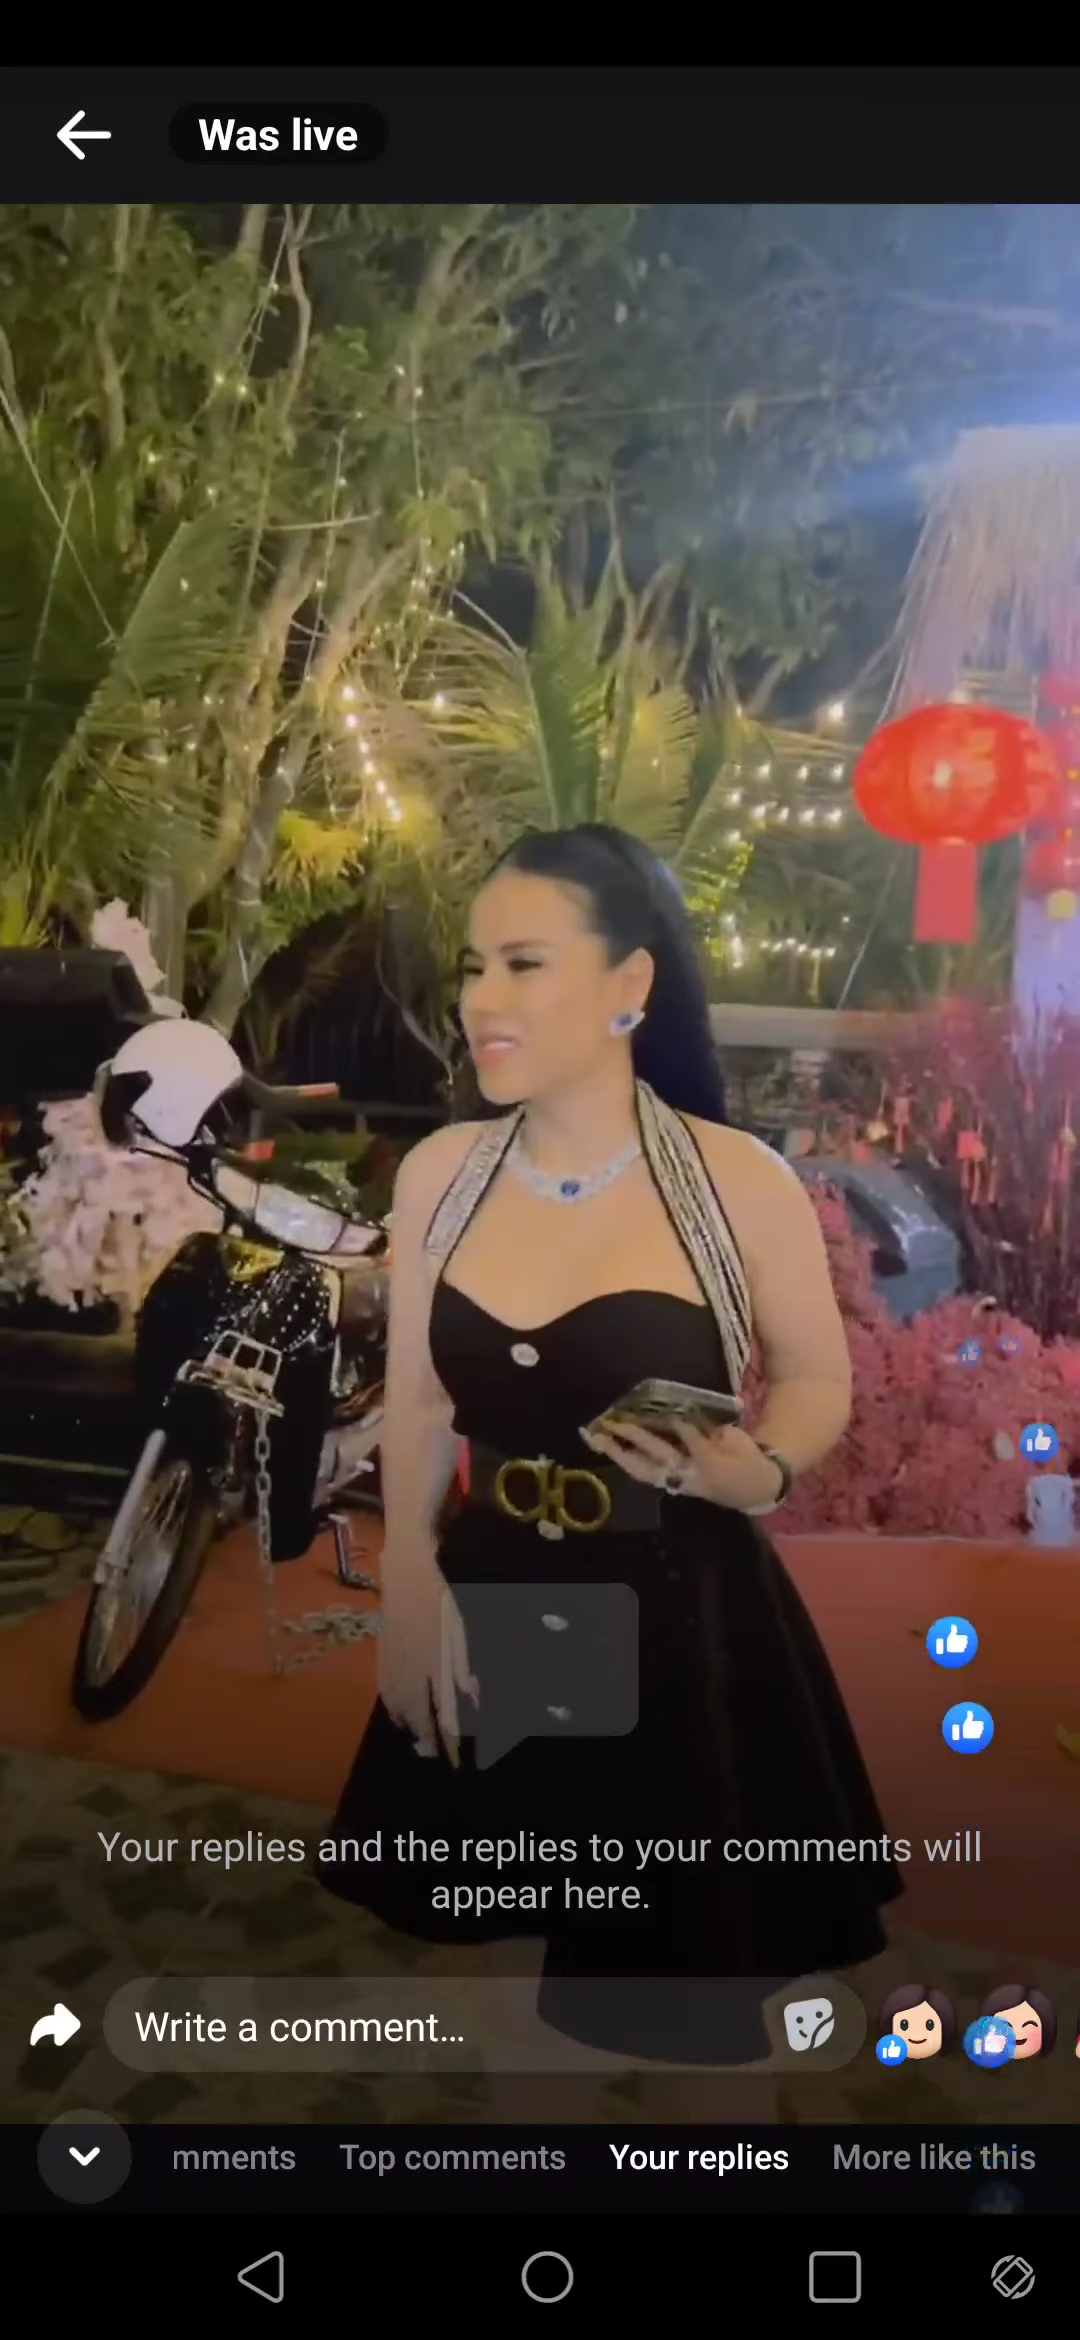 Was live
Your replies and the replies to your comments will
appear here.
Write a comment...
mments Top comments Your replies More like this